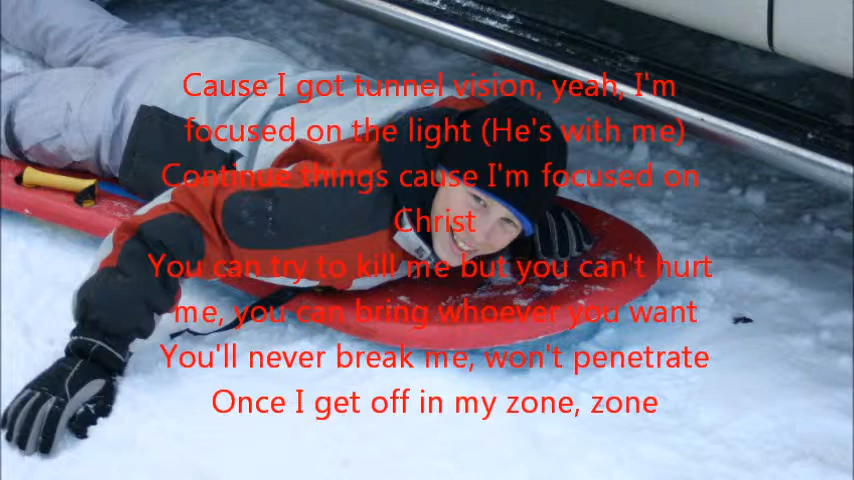 Cause I got tunnel vision, yeah, I'm
focused on the light (He's with me)
Continue things cause I'm focused on
Christ
You can try to kill me but you can't hurt
me, you can bring whoever you want
You'll never break me, won't penetrate
Once I get off in my zone, zone